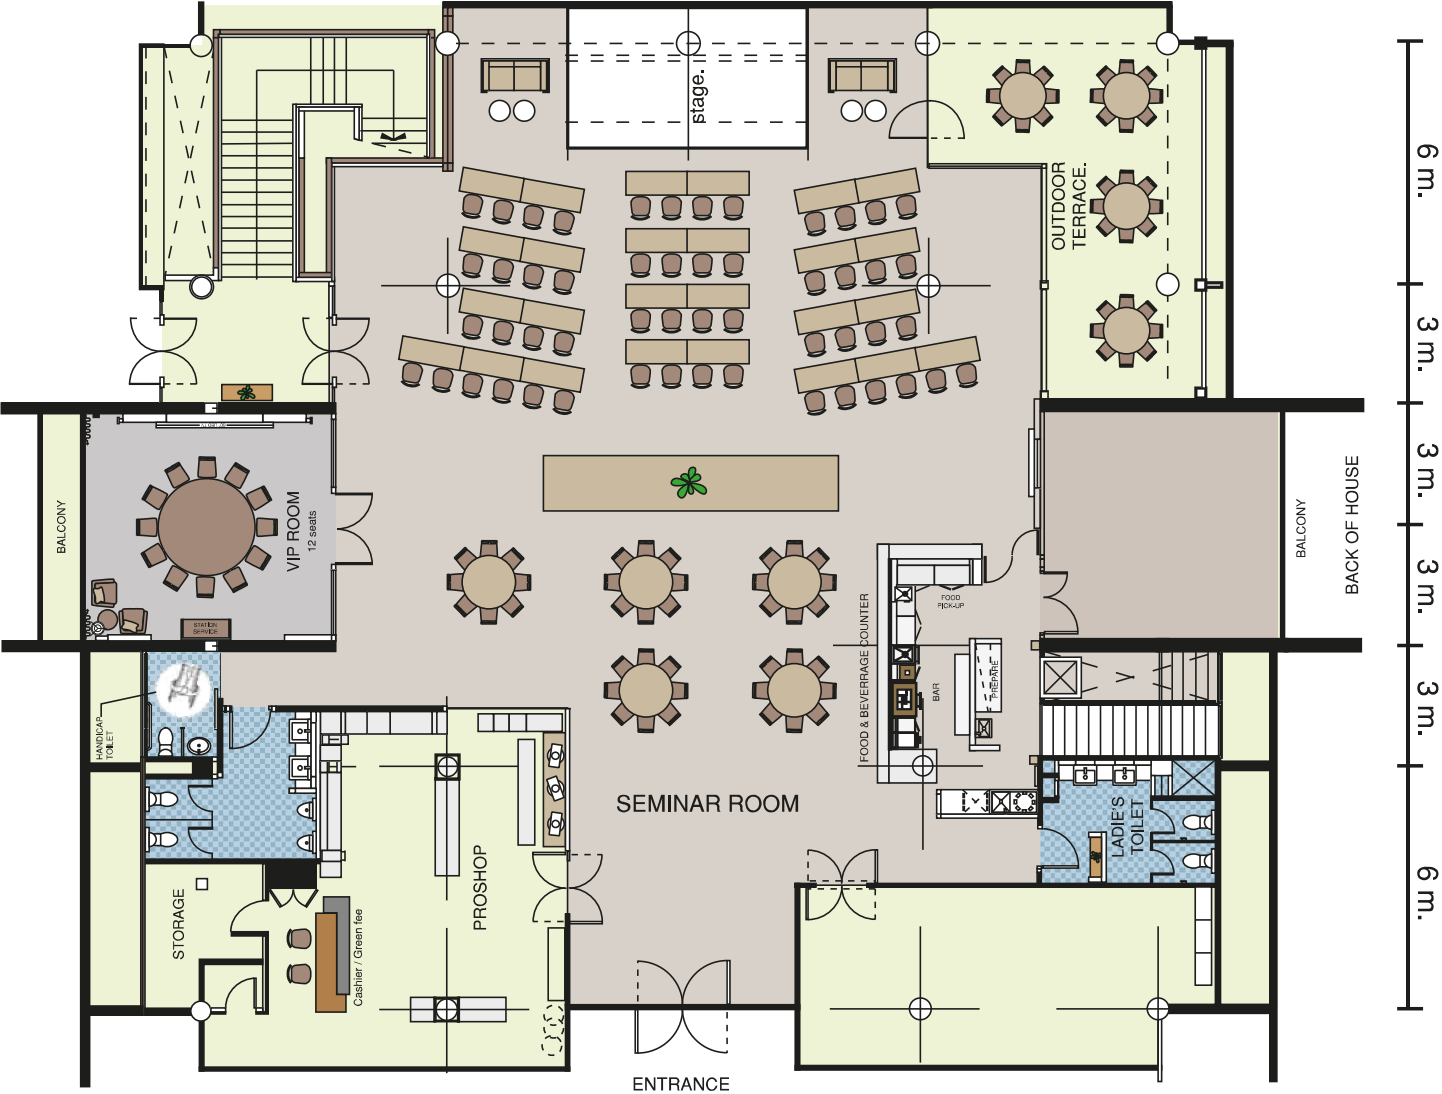 stage.
OUTDOOR
TERRACE.
6 m.
3 m.
3 m.
3 m.
3 m.
6 m.
BALCONY
VIP ROOM
12 seats
STATION
SERVICE
FOOD & BEVERRAGE COUNTER
FOOD
PICK-UP
BAR
PREPARE
BALCONY
BACK OF HOUSE
HANDICAP
TOILET
SEMINAR ROOM
LADIE'S
TOILET
STORAGE
PROSHOP
Cashier / Green fee
ENTRANCE